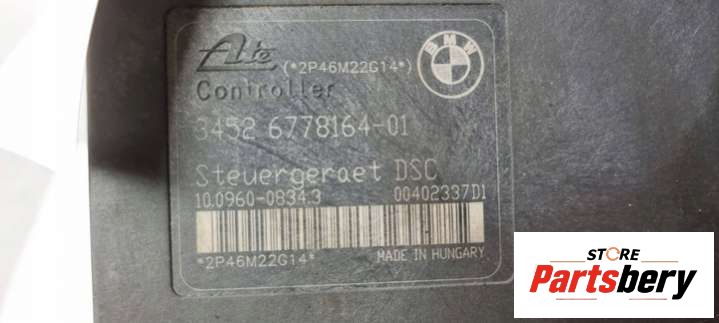 Ate (*2P46M22G14*)
BMW
Controller
3452 6778164-01
Steuergeraet DSC
10.0960-0834.3 00402337D1
*2P46M22G14* MADE IN HUNGARY
STORE
Partsbery